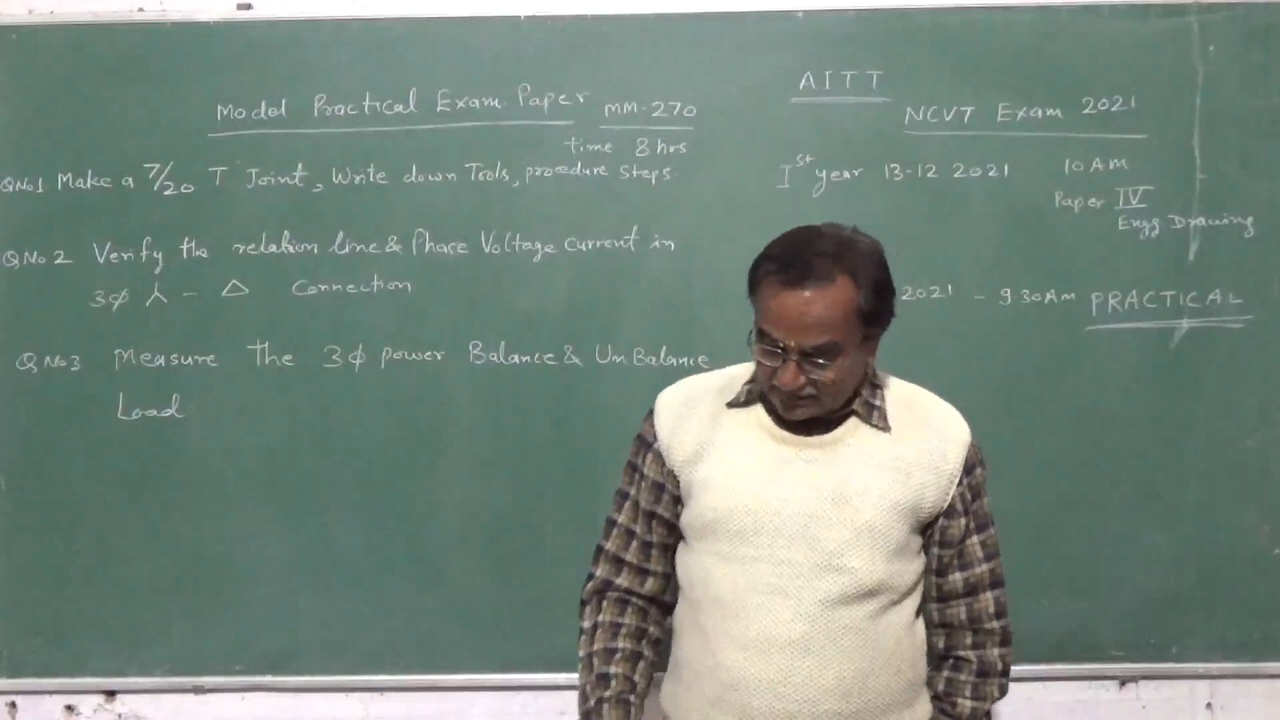 Model Practical Exam Paper MM-270
time 8 hrs
QNo1 Make a 7/20 T Joint, Write down Tools, procedure Steps
QNo2 Verify the relation line & Phase Voltage current in
3φ ⅄ - Δ Connection
QNo3 Measure the 3φ power Balance & UnBalance
Load
AITT
NCVT Exam 2021
Ist year 13-12 2021 10 AM
Paper IV
Engg Drawing
2021 - 9.30 AM PRACTICAL